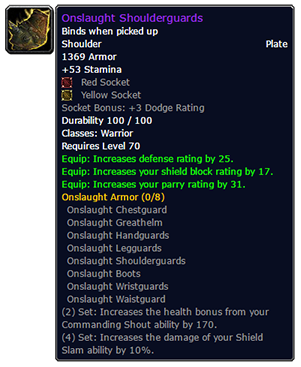 Onslaught Shoulderguards
Binds when picked up
Shoulder Plate
1369 Armor
+53 Stamina
Red Socket
Yellow Socket
Socket Bonus: +3 Dodge Rating
Durability 100 / 100
Classes: Warrior
Requires Level 70
Equip: Increases defense rating by 25.
Equip: Increases your shield block rating by 17.
Equip: Increases your parry rating by 31.
Onslaught Armor (0/8)
Onslaught Chestguard
Onslaught Greathelm
Onslaught Handguards
Onslaught Legguards
Onslaught Shoulderguards
Onslaught Boots
Onslaught Wristguards
Onslaught Waistguard
(2) Set: Increases the health bonus from your
Commanding Shout ability by 170.
(4) Set: Increases the damage of your Shield
Slam ability by 10%.